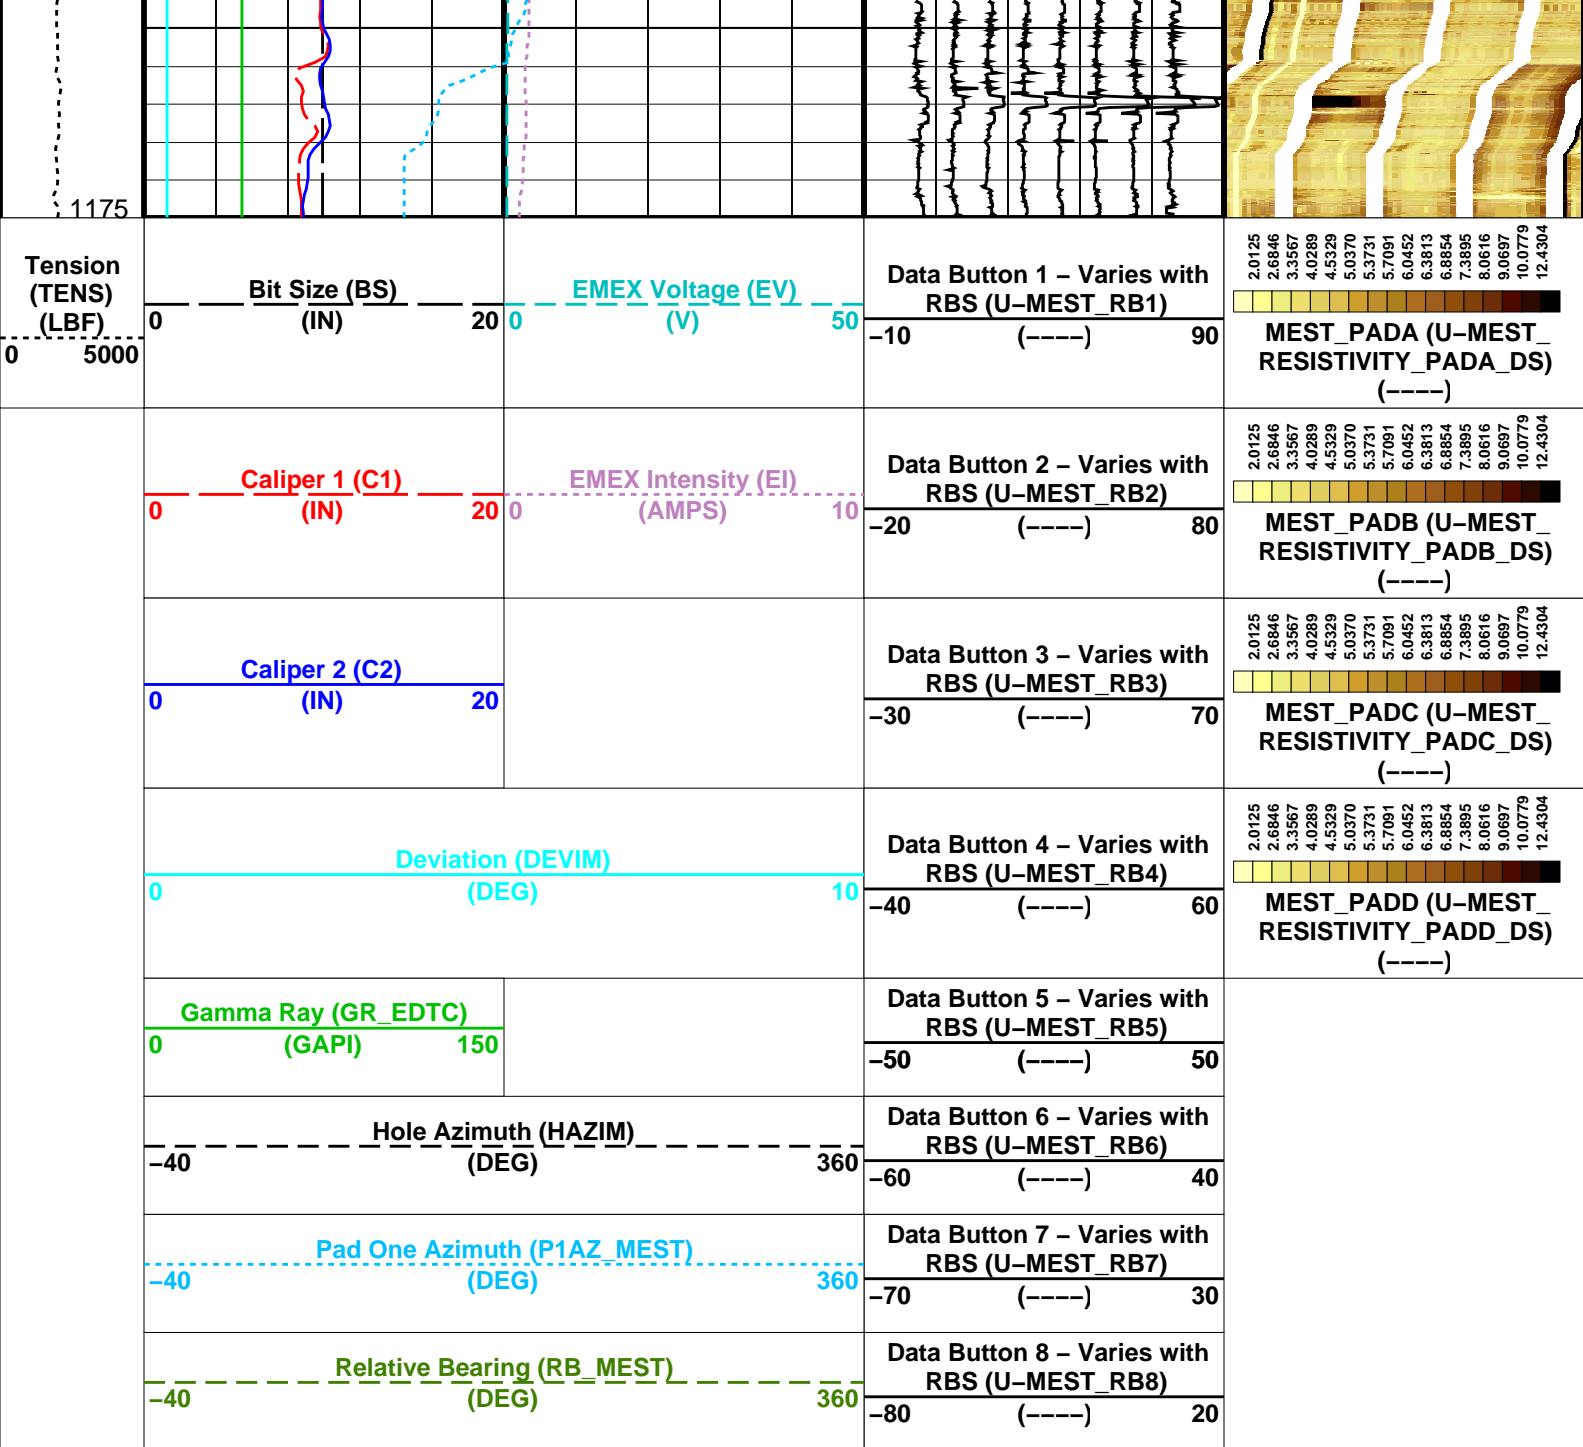 1175
Tension
(TENS)
(LBF)
0 5000
Bit Size (BS)
0 (IN) 20
EMEX Voltage (EV)
0 (V) 50
Data Button 1 – Varies with
RBS (U–MEST_RB1)
–10 (––––) 90
2.0125
2.6846
3.3567
4.0289
4.5329
5.0370
5.3731
5.7091
6.0452
6.3813
6.8854
7.3895
8.0616
9.0697
10.0779
12.4304
MEST_PADA (U–MEST_
RESISTIVITY_PADA_DS)
(––––)
Caliper 1 (C1)
0 (IN) 20
EMEX Intensity (EI)
0 (AMPS) 10
Data Button 2 – Varies with
RBS (U–MEST_RB2)
–20 (––––) 80
2.0125
2.6846
3.3567
4.0289
4.5329
5.0370
5.3731
5.7091
6.0452
6.3813
6.8854
7.3895
8.0616
9.0697
10.0779
12.4304
MEST_PADB (U–MEST_
RESISTIVITY_PADB_DS)
(––––)
Caliper 2 (C2)
0 (IN) 20
Data Button 3 – Varies with
RBS (U–MEST_RB3)
–30 (––––) 70
2.0125
2.6846
3.3567
4.0289
4.5329
5.0370
5.3731
5.7091
6.0452
6.3813
6.8854
7.3895
8.0616
9.0697
10.0779
12.4304
MEST_PADC (U–MEST_
RESISTIVITY_PADC_DS)
(––––)
Deviation (DEVIM)
0 (DEG) 10
Data Button 4 – Varies with
RBS (U–MEST_RB4)
–40 (––––) 60
2.0125
2.6846
3.3567
4.0289
4.5329
5.0370
5.3731
5.7091
6.0452
6.3813
6.8854
7.3895
8.0616
9.0697
10.0779
12.4304
MEST_PADD (U–MEST_
RESISTIVITY_PADD_DS)
(––––)
Gamma Ray (GR_EDTC)
0 (GAPI) 150
Data Button 5 – Varies with
RBS (U–MEST_RB5)
–50 (––––) 50
Hole Azimuth (HAZIM)
–40 (DEG) 360
Data Button 6 – Varies with
RBS (U–MEST_RB6)
–60 (––––) 40
Pad One Azimuth (P1AZ_MEST)
–40 (DEG) 360
Data Button 7 – Varies with
RBS (U–MEST_RB7)
–70 (––––) 30
Relative Bearing (RB_MEST)
–40 (DEG) 360
Data Button 8 – Varies with
RBS (U–MEST_RB8)
–80 (––––) 20